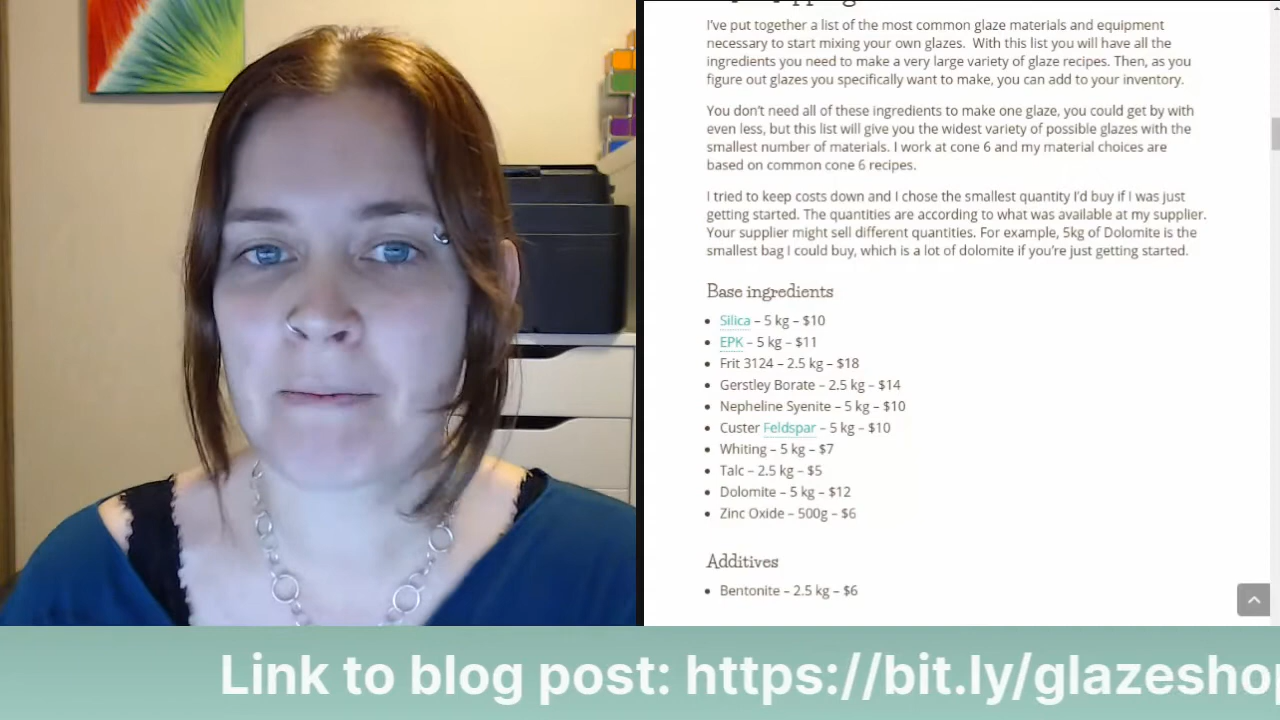 I've put together a list of the most common glaze materials and equipment
necessary to start mixing your own glazes. With this list you will have all the
ingredients you need to make a very large variety of glaze recipes. Then, as you
figure out glazes you specifically want to make, you can add to your inventory.
You don't need all of these ingredients to make one glaze, you could get by with
even less, but this list will give you the widest variety of possible glazes with the
smallest number of materials. I work at cone 6 and my material choices are
based on common cone 6 recipes.
I tried to keep costs down and I chose the smallest quantity I'd buy if I was just
getting started. The quantities are according to what was available at my supplier.
Your supplier might sell different quantities. For example, 5kg of Dolomite is the
smallest bag I could buy, which is a lot of dolomite if you're just getting started.
Base ingredients
• Silica – 5 kg – $10
• EPK – 5 kg – $11
• Frit 3124 – 2.5 kg – $18
• Gerstley Borate – 2.5 kg – $14
• Nepheline Syenite – 5 kg – $10
• Custer Feldspar – 5 kg – $10
• Whiting – 5 kg – $7
• Talc – 2.5 kg – $5
• Dolomite – 5 kg – $12
• Zinc Oxide – 500g – $6
Additives
• Bentonite – 2.5 kg – $6
Link to blog post: https://bit.ly/glazeshop